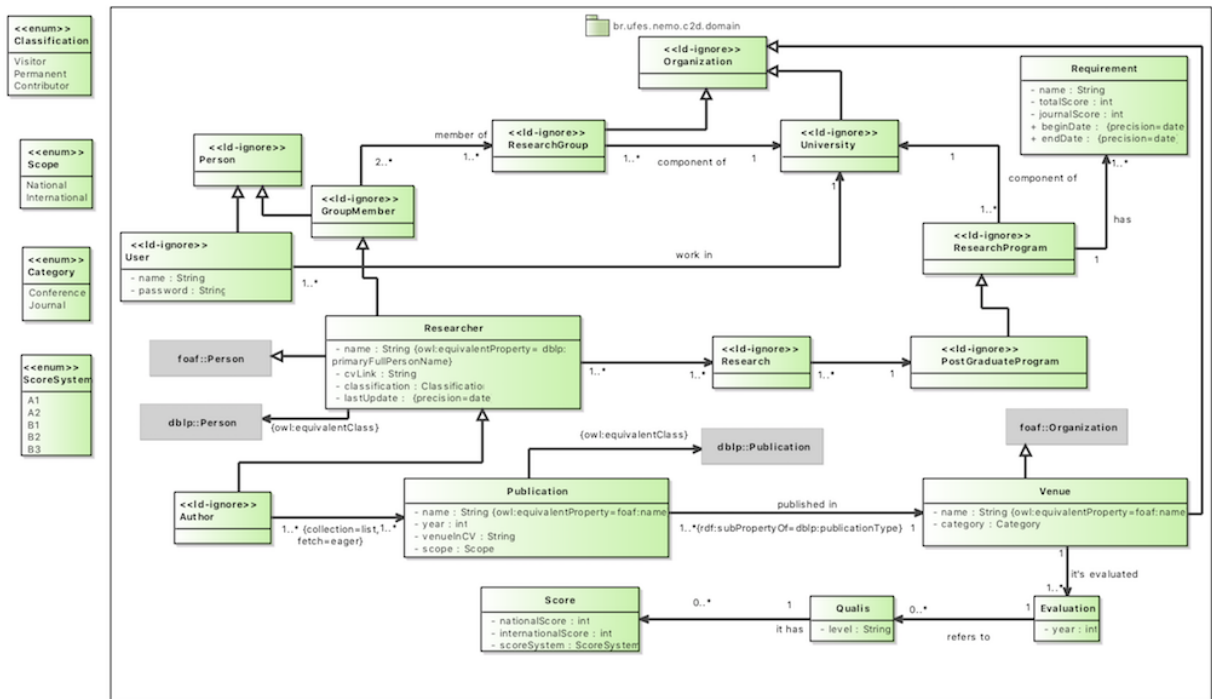 <<enum>>
Classification
Visitor
Permanent
Contributor
<<enum>>
Scope
National
International
<<enum>>
Category
Conference
Journal
<<enum>>
ScoreSystem
A1
A2
B1
B2
B3
br.ufes.nemo.c2d.domain
<<ld-ignore>>
Organization
Requirement
- name : String
- totalScore : int
- journalScore : int
+ beginDate : {precision=date
+ endDate : {precision=date}
<<ld-ignore>>
Person
member of
2..*
1..*
<<ld-ignore>>
ResearchGroup
1..*
component of
1
<<ld-ignore>>
University
1
1
component of
1..*
1..*
has
1
<<ld-ignore>>
GroupMember
<<ld-ignore>>
ResearchProgram
<<ld-ignore>>
User
- name : String
- password : String
1..*
work in
Researcher
- name : String {owl:equivalentProperty= dblp:
primaryFullPersonName}
- cvLink : String
- classification : Classification
- lastUpdate : {precision=date}
foaf::Person
dblp::Person
{owl:equivalentClass}
1..*
1..*
<<ld-ignore>>
Research
1..*
1
<<ld-ignore>>
PostGraduateProgram
{owl:equivalentClass}
dblp::Publication
foaf::Organization
<<ld-ignore>>
Author
1..* {collection=list,
fetch=eager}
1..*
Publication
- name : String {owl:equivalentProperty=foaf:name
- year : int
- venueInCV : String
- scope : Scope
published in
1..*{rdf:subPropertyOf=dblp:publicationType}
1
Venue
- name : String {owl:equivalentProperty=foaf:name
- category : Category
1
it's evaluated
1..*
Score
- nationalScore : int
- internationalScore : int
- scoreSystem : ScoreSystem
0..*
1
it has
Qualis
- level : String
0..*
1
refers to
Evaluation
- year : int